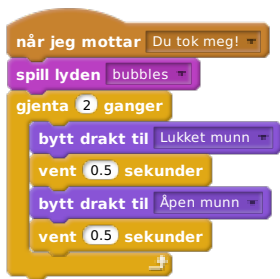 når jeg mottar Du tok meg!
spill lyden bubbles
gjenta 2 ganger
bytt drakt til Lukket munn
vent 0.5 sekunder
bytt drakt til Åpen munn
vent 0.5 sekunder